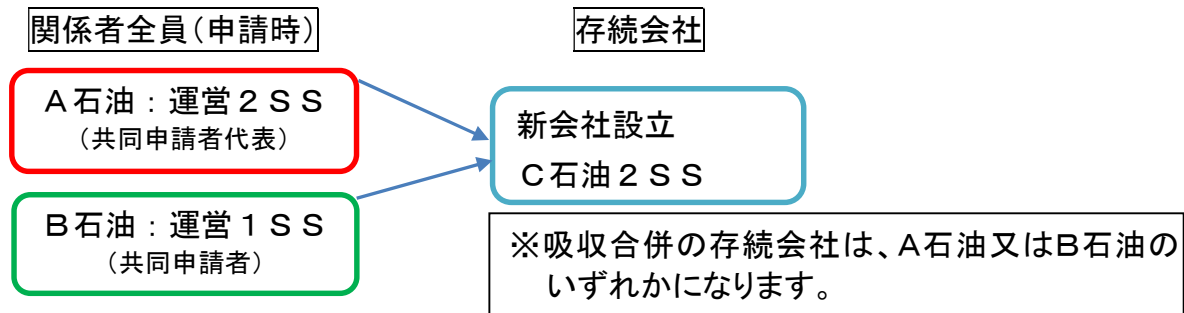 関係者全員(申請時)
存続会社
A石油：運営2SS
(共同申請者代表)
B石油：運営1SS
(共同申請者)
新会社設立
C石油2SS
※吸収合併の存続会社は、A石油又はB石油の
いずれかになります。